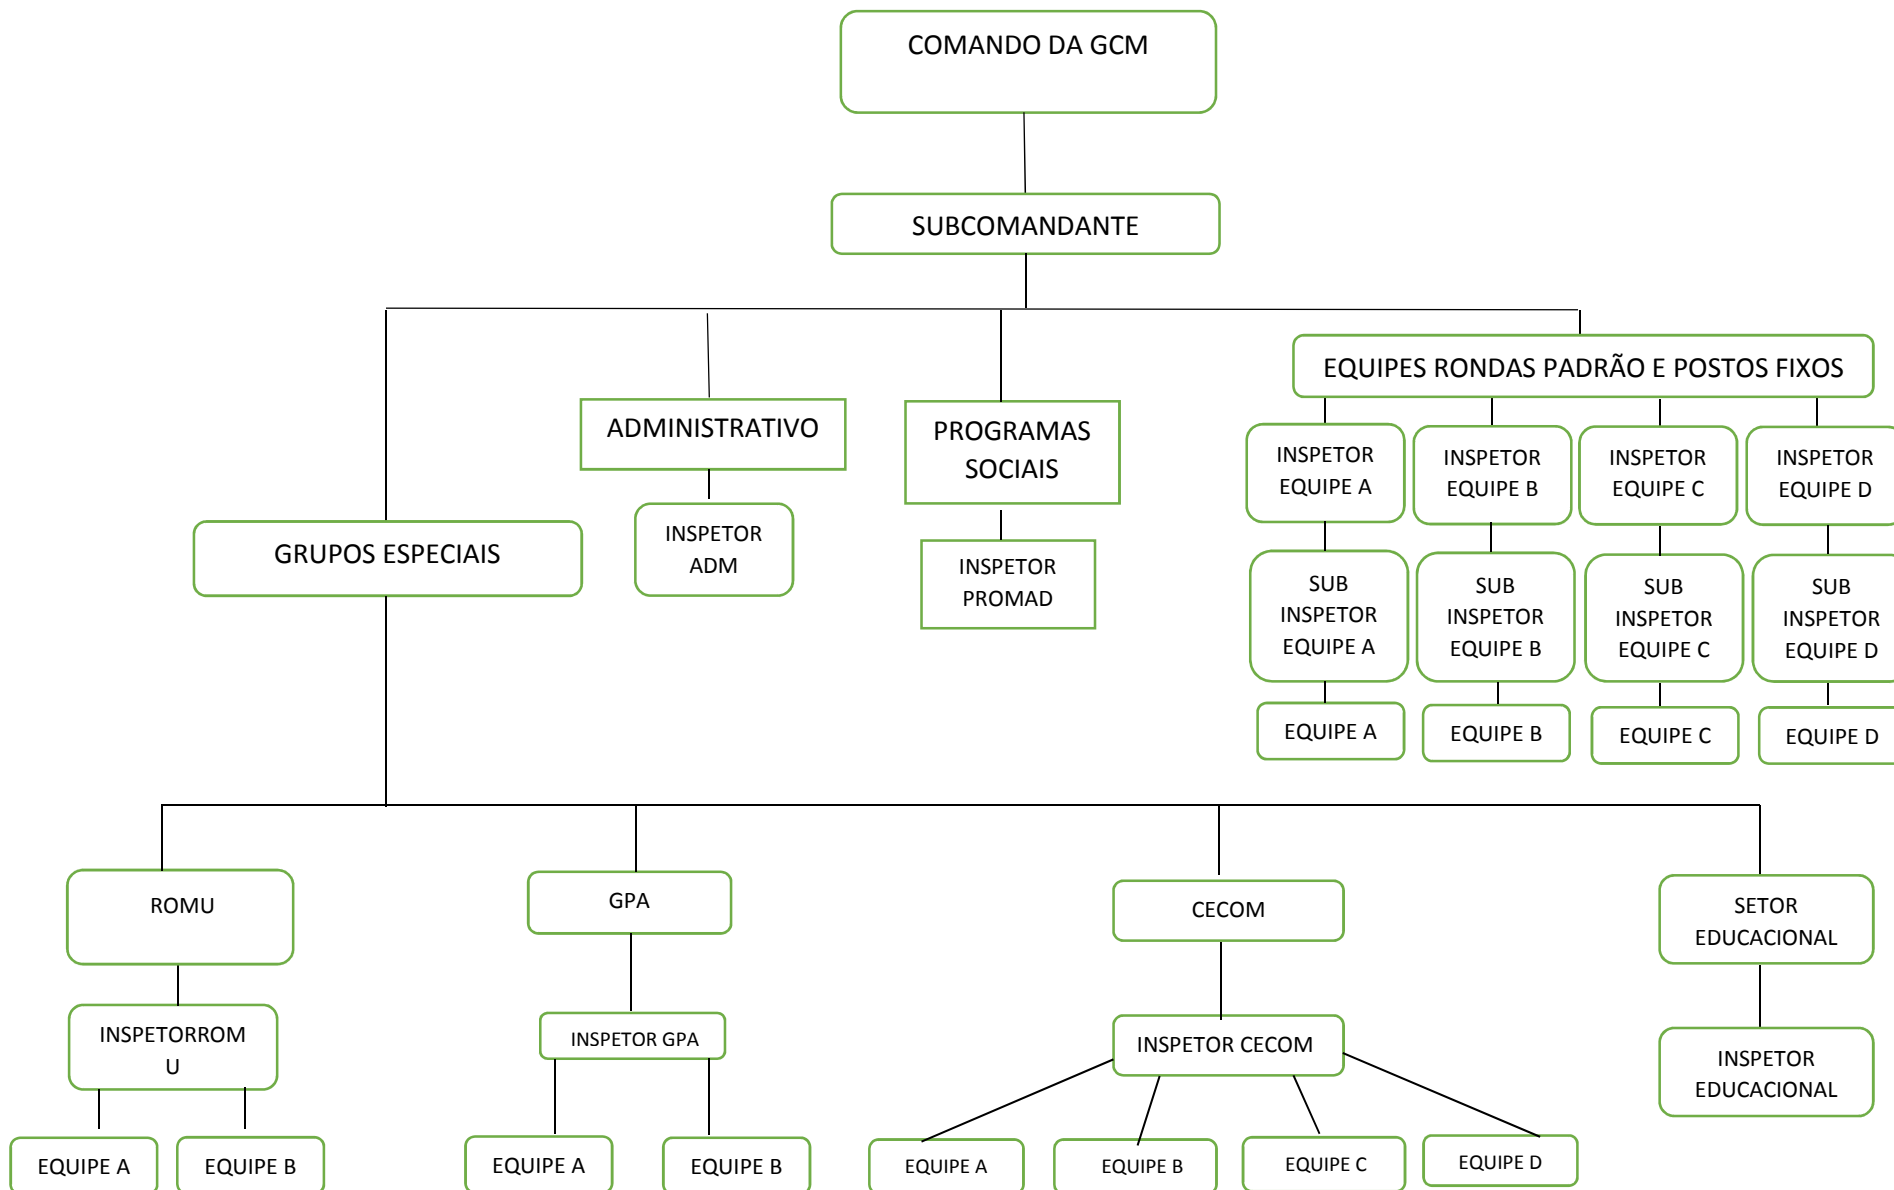 COMANDO DA GCM
SUBCOMANDANTE
EQUIPES RONDAS PADRÃO E POSTOS FIXOS
ADMINISTRATIVO
PROGRAMAS
SOCIAIS
INSPETOR
EQUIPE A
INSPETOR
EQUIPE B
INSPETOR
EQUIPE C
INSPETOR
EQUIPE D
GRUPOS ESPECIAIS
INSPETOR
ADM
INSPETOR
PROMAD
SUB
INSPETOR
EQUIPE A
SUB
INSPETOR
EQUIPE B
SUB
INSPETOR
EQUIPE C
SUB
INSPETOR
EQUIPE D
EQUIPE A
EQUIPE B
EQUIPE C
EQUIPE D
ROMU
GPA
CECOM
SETOR
EDUCACIONAL
INSPETORROM
U
INSPETOR GPA
INSPETOR CECOM
INSPETOR
EDUCACIONAL
EQUIPE A
EQUIPE B
EQUIPE A
EQUIPE B
EQUIPE A
EQUIPE B
EQUIPE C
EQUIPE D